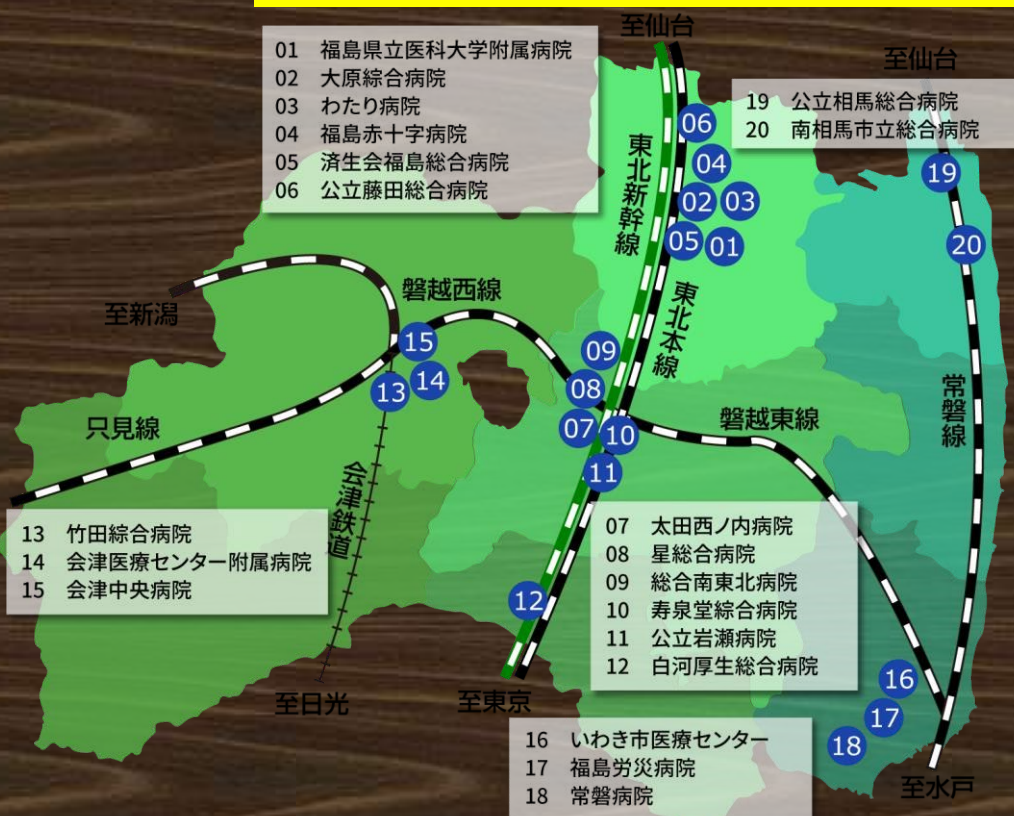 至仙台
01 福島県立医科大学附属病院
02 大原綜合病院
03 わたり病院
04 福島赤十字病院
05 済生会福島総合病院
06 公立藤田総合病院
至仙台
19 公立相馬総合病院
20 南相馬市立総合病院
06
04
02
03
05
01
19
20
東北新幹線
東北本線
磐越西線
至新潟
15
14
13
09
08
07
10
11
只見線
磐越東線
常磐線
会津鉄道
13 竹田綜合病院
14 会津医療センター附属病院
15 会津中央病院
07 太田西ノ内病院
08 星総合病院
09 総合南東北病院
10 寿泉堂綜合病院
11 公立岩瀬病院
12 白河厚生総合病院
12
至日光
至東京
16
17
18
16 いわき市医療センター
17 福島労災病院
18 常磐病院
至水戸